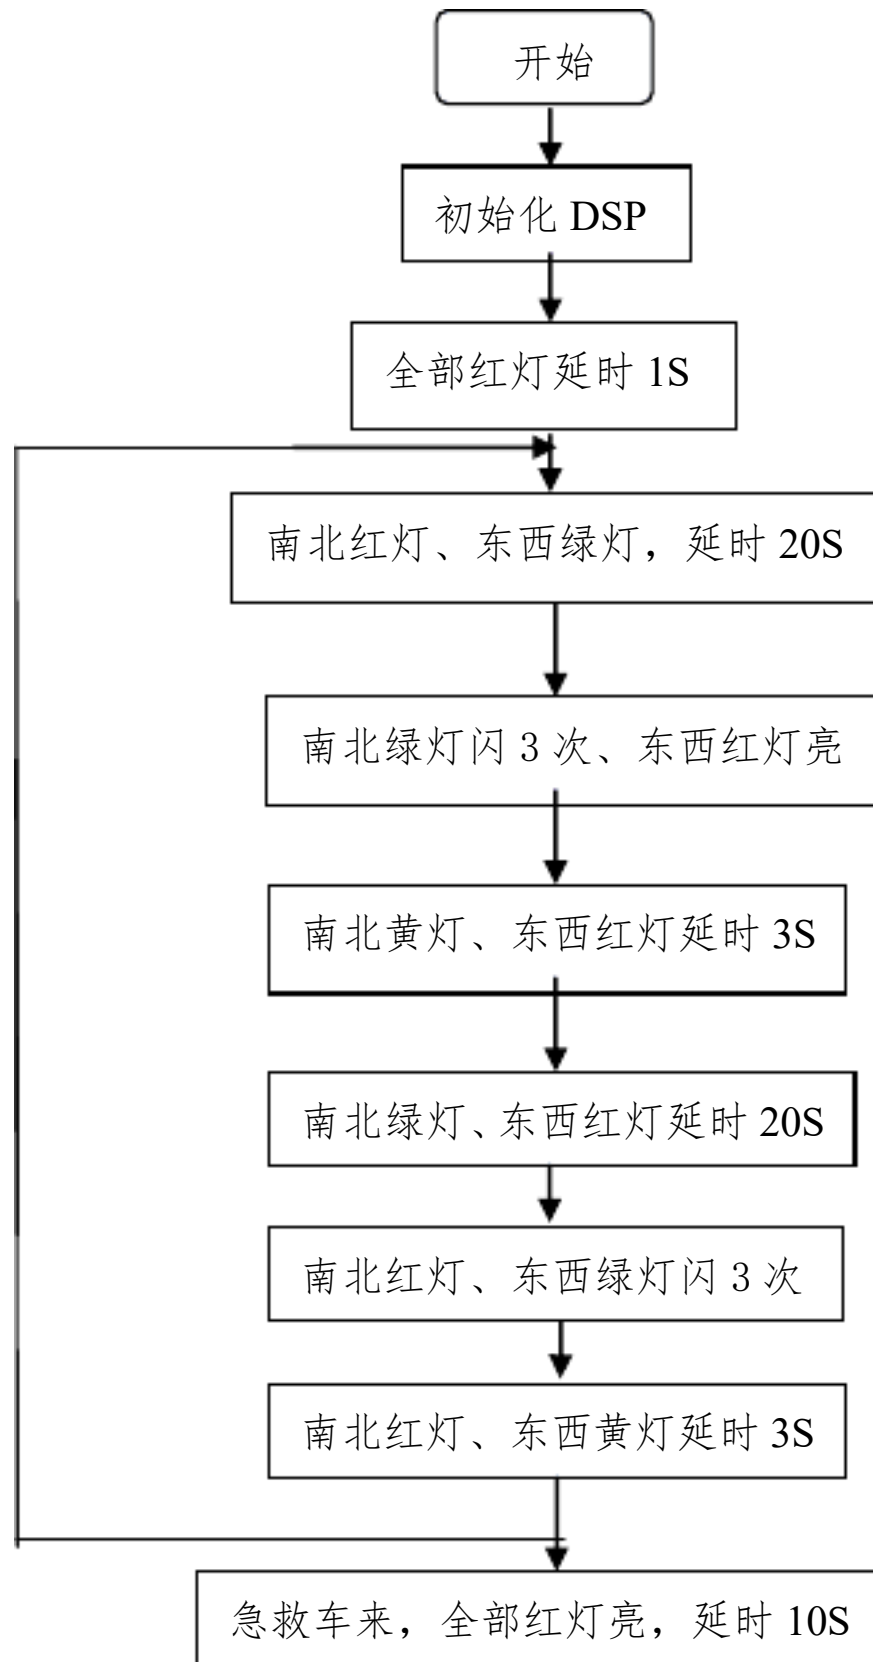 开始
初始化 DSP
全部红灯延时 1S
南北红灯、东西绿灯，延时 20S
南北绿灯闪 3 次、东西红灯亮
南北黄灯、东西红灯延时 3S
南北绿灯、东西红灯延时 20S
南北红灯、东西绿灯闪 3 次
南北红灯、东西黄灯延时 3S
急救车来，全部红灯亮，延时 10S